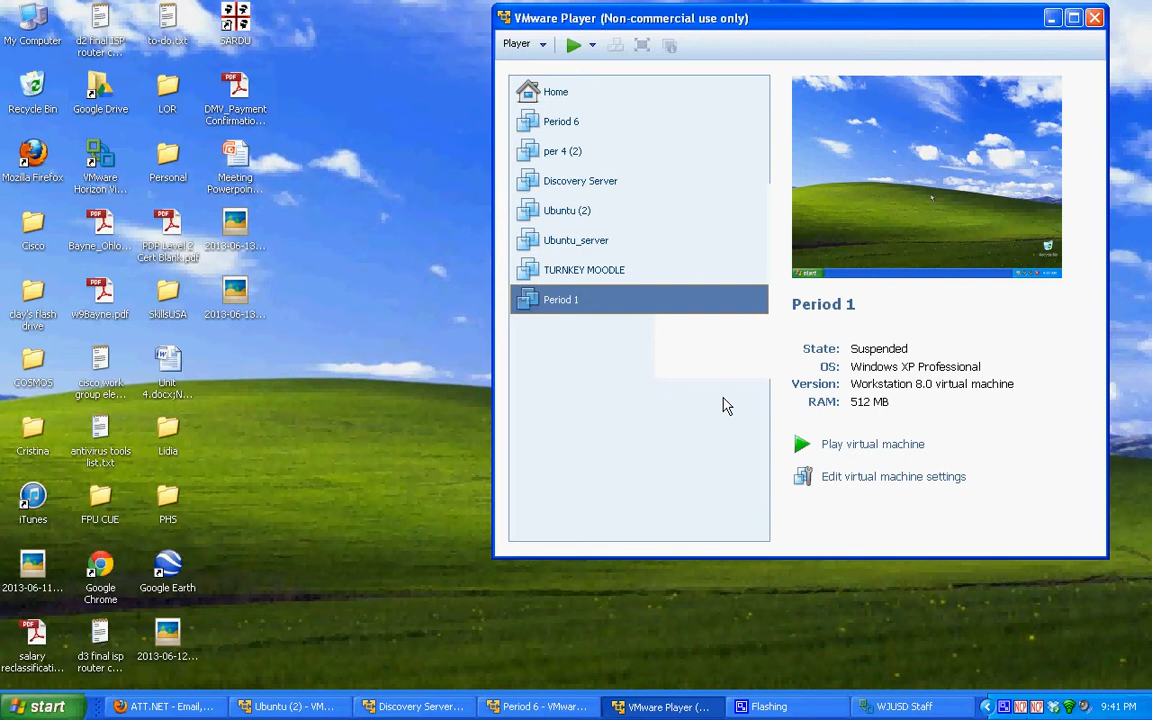 My Computer
d2 final ISP
router c...
to-do.txt
SARDU
Recycle Bin
Google Drive
LOR
DMV_Payment
Confirmatio...
Mozilla Firefox
VMware
Horizon Vi...
Personal
Meeting
Powerpoin...
Cisco
Bayne_Ohlo...
PDP Level 2
Cert Blank.pdf
2013-06-13...
clay's flash
drive
w9Bayne.pdf
SkillsUSA
2013-06-13...
COSMOS
cisco work
group ele...
Unit
4.docx;N...
Cristina
antivirus tools
list.txt
Lidia
iTunes
FPU CUE
PHS
2013-06-11...
Google
Chrome
Google Earth
salary
reclassificati...
d3 final isp
router c...
2013-06-12...
VMware Player (Non-commercial use only)
Player
Home
Period 6
per 4 (2)
Discovery Server
Ubuntu (2)
Ubuntu_server
TURNKEY MOODLE
Period 1
start
Period 1
State: Suspended
OS: Windows XP Professional
Version: Workstation 8.0 virtual machine
RAM: 512 MB
Play virtual machine
Edit virtual machine settings
start
ATT.NET - Email,...
Ubuntu (2) - VM...
Discovery Server...
Period 6 - VMwar...
VMware Player (...
Flashing
WJUSD Staff
9:41 PM